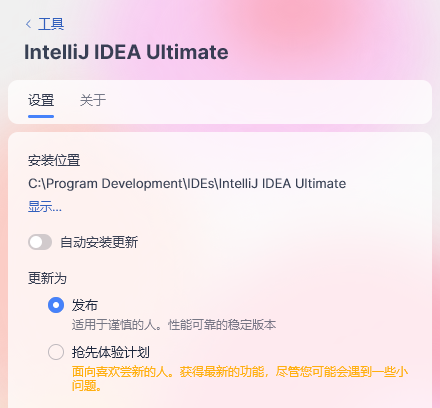 工具
IntelliJ IDEA Ultimate
设置 关于
安装位置
C:\Program Development\IDEs\IntelliJ IDEA Ultimate
显示...
自动安装更新
更新为
发布
适用于谨慎的人。性能可靠的稳定版本
抢先体验计划
面向喜欢尝新的人。获得最新的功能，尽管您可能会遇到一些小
问题。